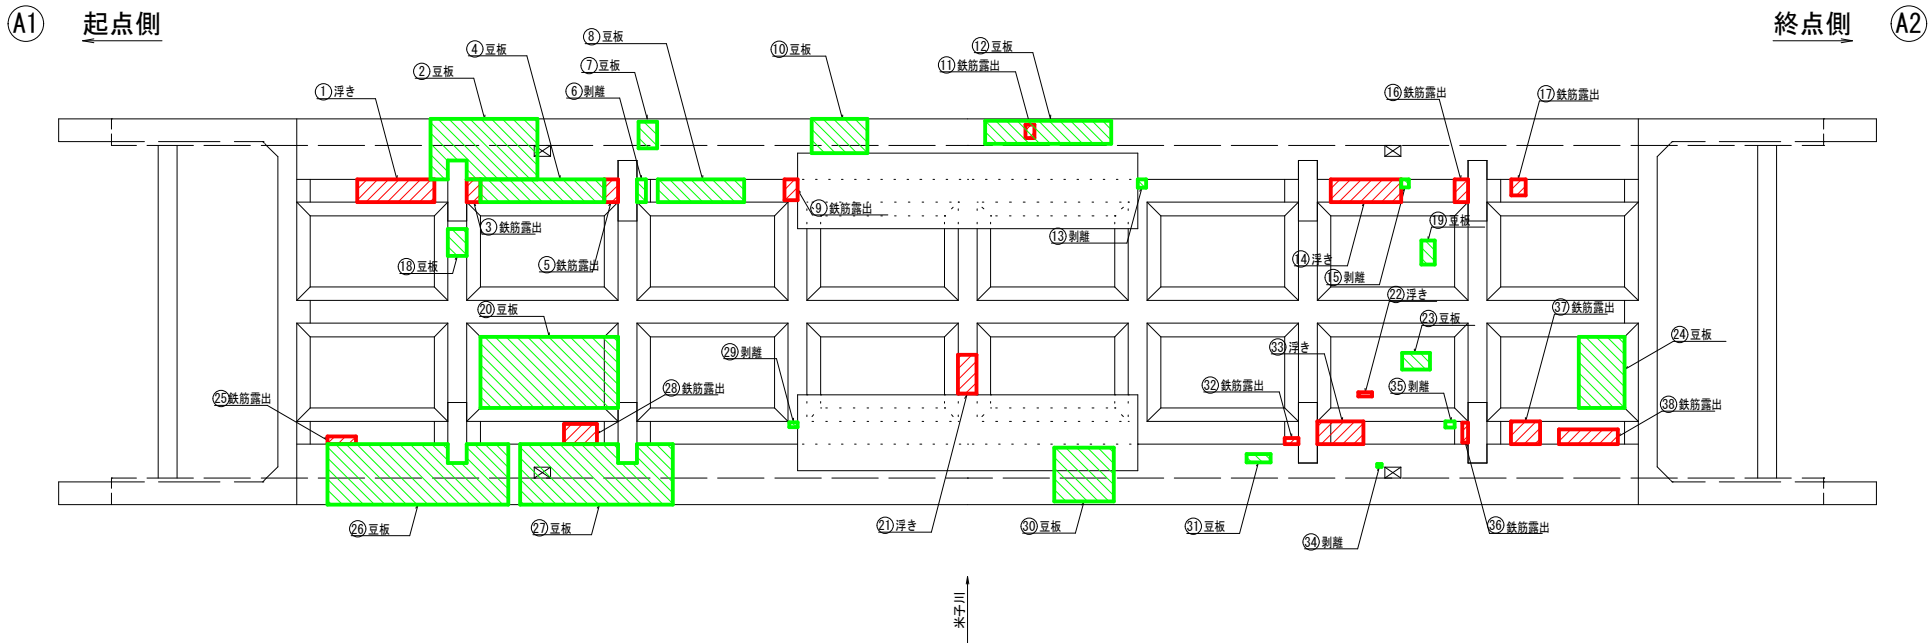 A1 起点側
終点側 A2
①浮き
②豆板
④豆板
⑧豆板
⑦豆板
⑥剥離
⑩豆板
⑫豆板
⑪鉄筋露出
⑯鉄筋露出
⑰鉄筋露出
③鉄筋露出
⑤鉄筋露出
⑨鉄筋露出
⑬剥離
⑭浮き
⑮剥離
⑲豆板
⑱豆板
⑳豆板
㉒浮き
㉓豆板
㊲鉄筋露出
㉔豆板
㉙剥離
㉝浮き
㉕鉄筋露出
㉘鉄筋露出
㉜鉄筋露出
㉟剥離
㊳鉄筋露出
㉖豆板
㉗豆板
㉑浮き
㉚豆板
㉛豆板
㉞剥離
㊱鉄筋露出
米子川